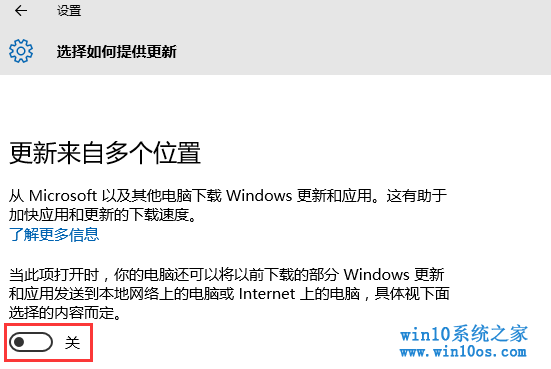 设置
选择如何提供更新
更新来自多个位置
从 Microsoft 以及其他电脑下载 Windows 更新和应用。这有助于
加快应用和更新的下载速度。
了解更多信息
当此项打开时，你的电脑还可以将以前下载的部分 Windows 更新
和应用发送到本地网络上的电脑或 Internet 上的电脑，具体视下面
选择的内容而定。
关
win10系统之家
www.win10os.com